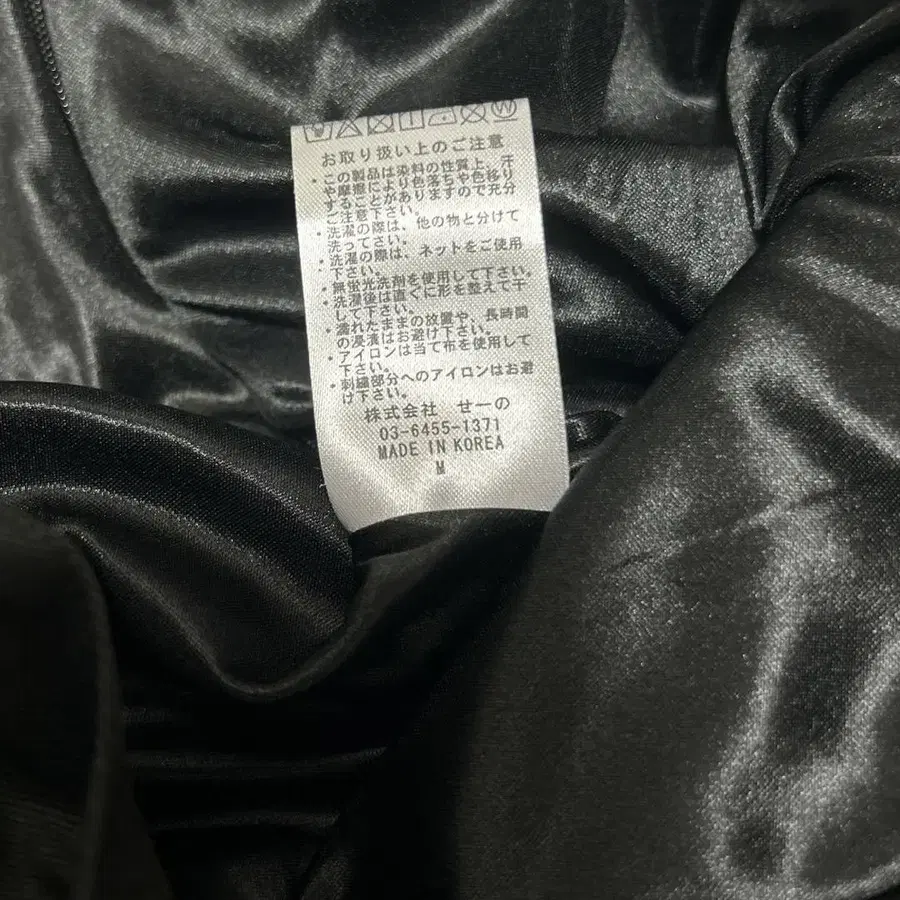 お取り扱い上のご注意
・この製品は染料の性質上、汗
や摩擦により色落ちや色移り
することがありますので充分
ご注意下さい。
・洗濯の際は、他の物と分けて
洗って下さい。
・洗濯の際は、ネットをご使用
下さい。
・無蛍光洗剤を使用して下さい。
・洗濯後は直ぐに形を整えて干
して下さい。
・濡れたままの放置や、長時間
の浸漬はお避け下さい。
・アイロンは当て布を使用して
下さい。
・刺繍部分へのアイロンはお避
け下さい。
株式会社 せーの
03-6455-1371
MADE IN KOREA
M